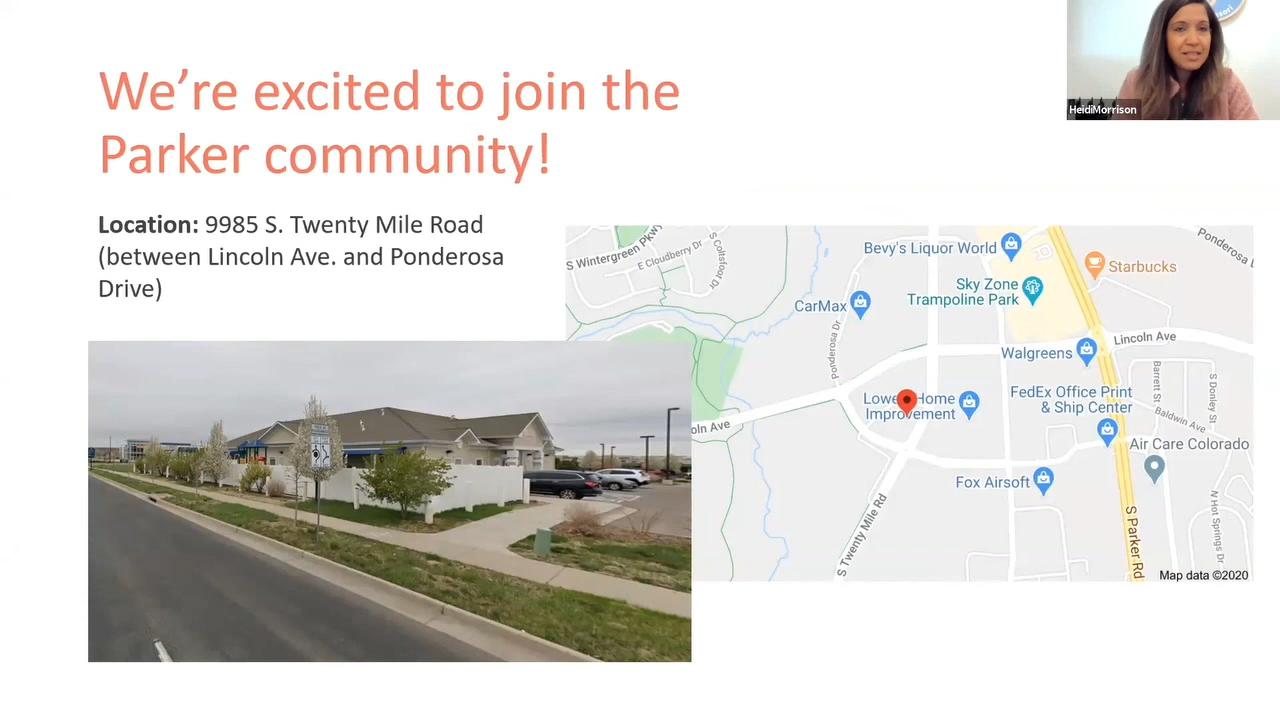 We’re excited to join the
Parker community!
Location: 9985 S. Twenty Mile Road
(between Lincoln Ave. and Ponderosa
Drive)
HeidiMorrison
S Wintergreen Pkwy
E Cloudberry Dr
S Coltsfoot Dr
Bevy's Liquor World
Ponderosa
Starbucks
Sky Zone
Trampoline Park
CarMax
Ponderosa Dr
Walgreens
Lincoln Ave
Lowe
Home
Improvement
FedEx Office Print
& Ship Center
Barrett St
S Donley St
Baldwin Ave
oln Ave
Air Care Colorado
Fox Airsoft
S Twenty Mile Rd
S Parker Rd
N Hot Springs Dr
Map data ©2020